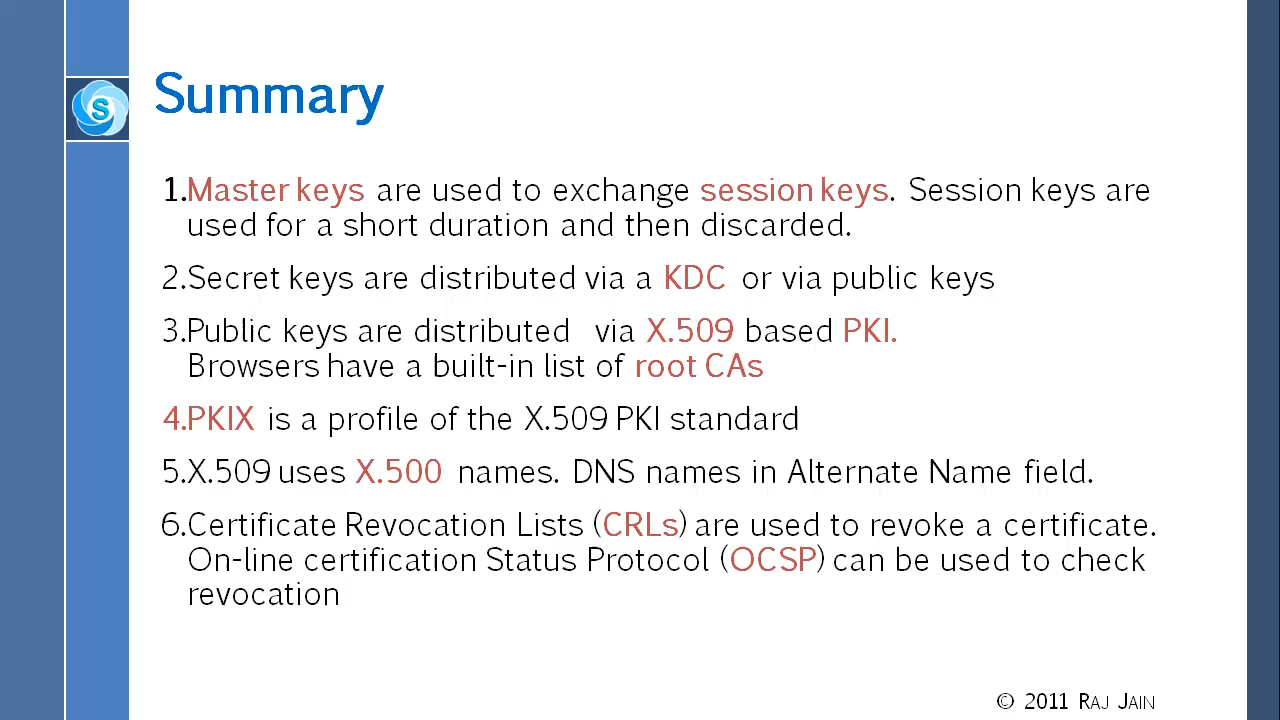 S
Summary
1.Master keys are used to exchange session keys. Session keys are
used for a short duration and then discarded.
2.Secret keys are distributed via a KDC or via public keys
3.Public keys are distributed via X.509 based PKI.
Browsers have a built-in list of root CAs
4.PKIX is a profile of the X.509 PKI standard
5.X.509 uses X.500 names. DNS names in Alternate Name field.
6.Certificate Revocation Lists (CRLs) are used to revoke a certificate.
On-line certification Status Protocol (OCSP) can be used to check
revocation
© 2011 RAJ JAIN